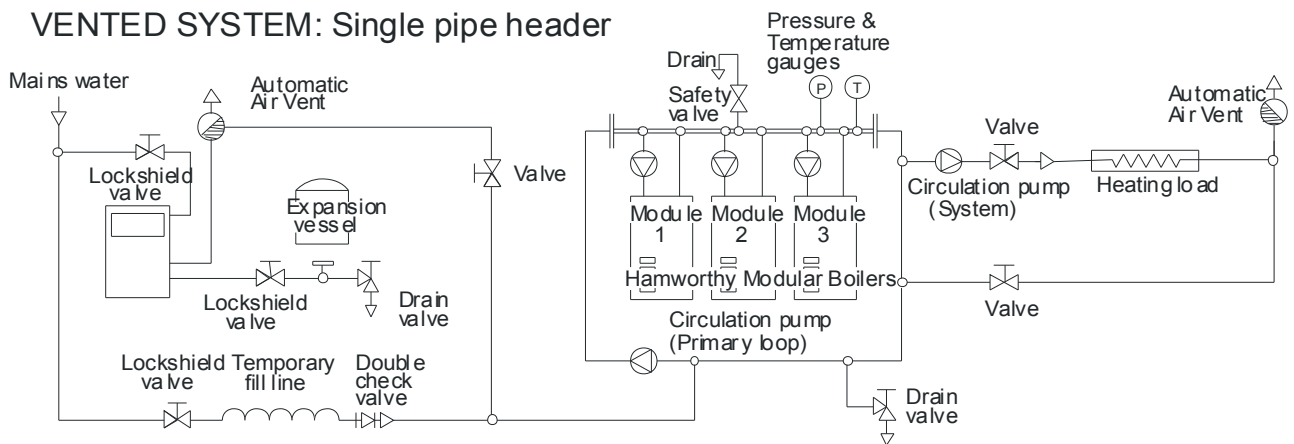 VENTED SYSTEM: Single pipe header
Pressure &
Temperature
gauges
Drain
Mains water
Automatic
Air Vent
Safety
valve
P
T
Valve
Automatic
Air Vent
Lockshield
valve
Valve
Expansion
vessel
Module
1
Module
2
Module
3
Circulation pump
(System)
Heating load
Hamworthy Modular Boilers
Lockshield
valve
Drain
valve
Valve
Circulation pump
(Primary loop)
Lockshield
valve
Temporary
fill line
Double
check
valve
Drain
valve